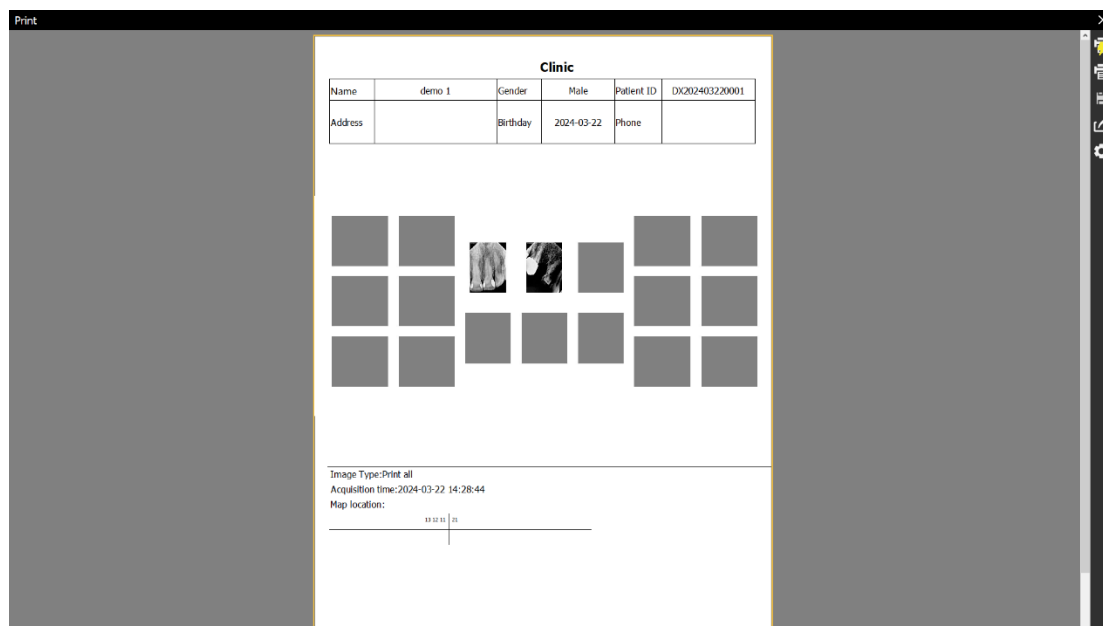 Print
Clinic
Name demo 1 Gender Male Patient ID DX202403220001
Address Birthday 2024-03-22 Phone
Image Type:Print all
Acquisition time:2024-03-22 14:28:44
Map location:
13 12 11 21